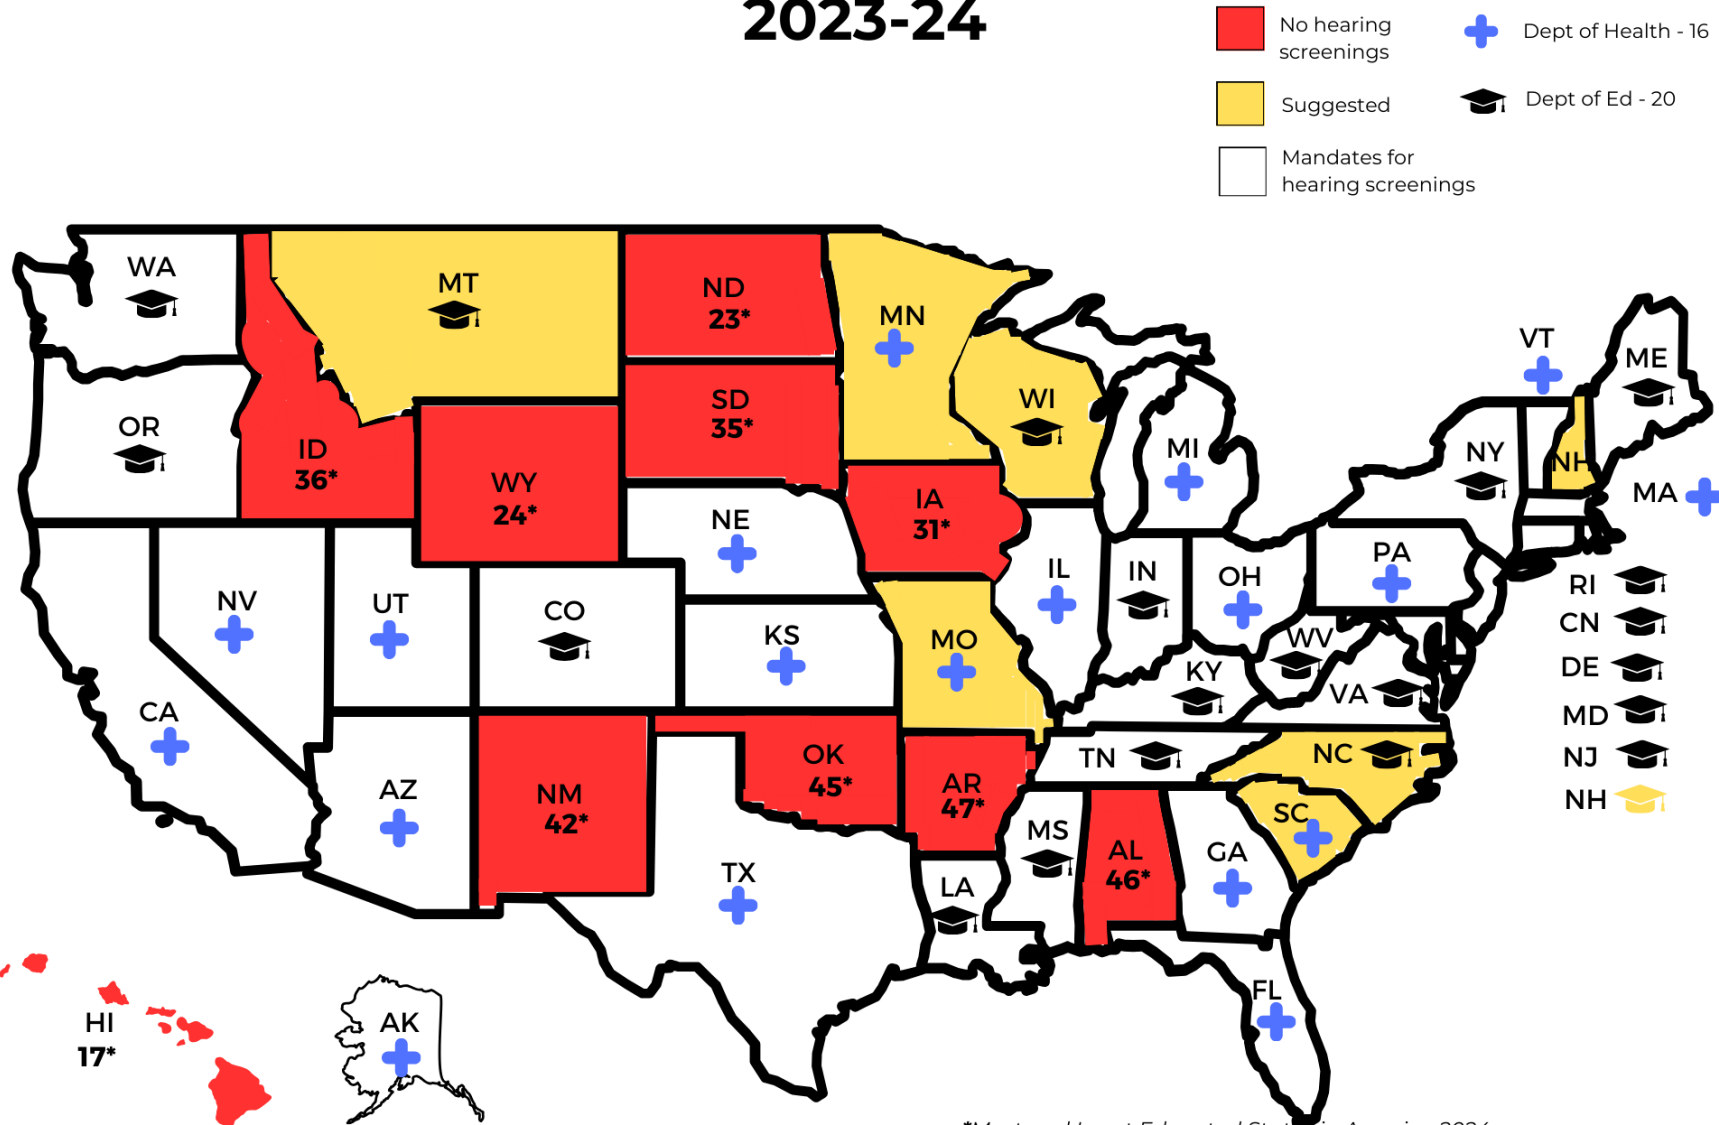 2023-24
No hearing
screenings
Dept of Health - 16
Suggested
Dept of Ed - 20
Mandates for
hearing screenings
WA
MT
ND
23*
MN
VT
ME
OR
ID
36*
SD
35*
WI
MI
NY
NH
MA
WY
24*
NE
IA
31*
PA
IL
IN
OH
RI
NV
UT
CO
KS
MO
WV
CN
KY
VA
DE
CA
MD
TN
NC
NJ
AZ
NM
42*
OK
45*
AR
47*
SC
NH
MS
AL
46*
GA
TX
LA
FL
HI
17*
AK